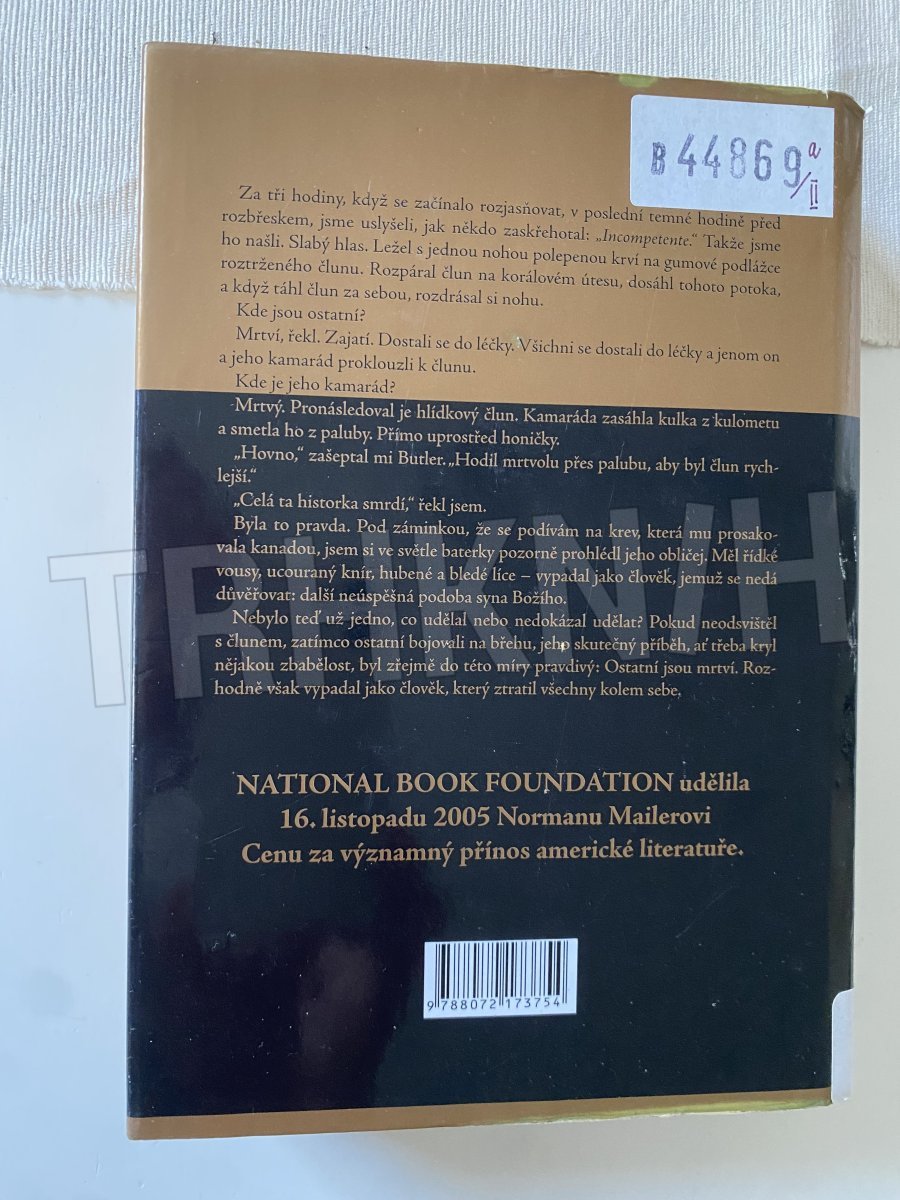 B 44869 a/II
Za tři hodiny, když se začínalo rozjasňovat, v poslední temné hodině před
rozbřeskem, jsme uslyšeli, jak někdo zaskřehotal: „Incompetente.“ Takže jsme
ho našli. Slabý hlas. Ležel s jednou nohou polepenou krví na gumové podlážce
roztrženého člunu. Rozpáral člun na korálovém útesu, dosáhl tohoto potoka,
a když táhl člun za sebou, rozdrásal si nohu.
Kde jsou ostatní?
Mrtví, řekl. Zajatí. Dostali se do léčky. Všichni se dostali do léčky a jenom on
a jeho kamarád proklouzli k člunu.
Kde je jeho kamarád?
Mrtvý. Pronásledoval je hlídkový člun. Kamaráda zasáhla kulka z kulometu
a smetla ho z paluby. Přímo uprostřed honičky.
„Hovno,“ zašeptal mi Butler. „Hodil mrtvolu přes palubu, aby byl člun rych-
lejší.“
„Celá ta historka smrdí,“ řekl jsem.
Byla to pravda. Pod záminkou, že se podívám na krev, která mu prosako-
vala kanadou, jsem si ve světle baterky pozorně prohlédl jeho obličej. Měl řídké
vousy, ucouraný knír, hubené a bledé líce – vypadal jako člověk, jemuž se nedá
důvěřovat: další neúspěšná podoba syna Božího.
Nebylo teď už jedno, co udělal nebo nedokázal udělat? Pokud neodsvištěl
s člunem, zatímco ostatní bojovali na břehu, jeho skutečný příběh, ať třeba kryl
nějakou zbabělost, byl zřejmě do této míry pravdivý: Ostatní jsou mrtví. Roz-
hodně však vypadal jako člověk, který ztratil všechny kolem sebe.
NATIONAL BOOK FOUNDATION udělila
16. listopadu 2005 Normanu Mailerovi
Cenu za významný přínos americké literatuře.
9 788072 173754